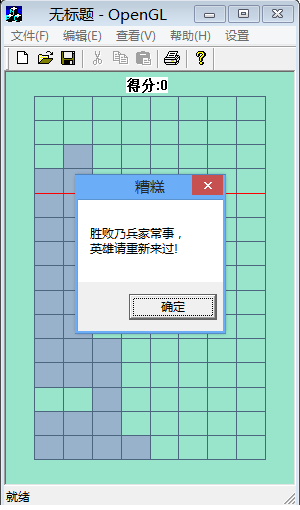 无标题 - OpenGL
文件(F) 编辑(E) 查看(V) 帮助(H) 设置
得分:0
糟糕
胜败乃兵家常事，
英雄请重新来过!
确定
就绪